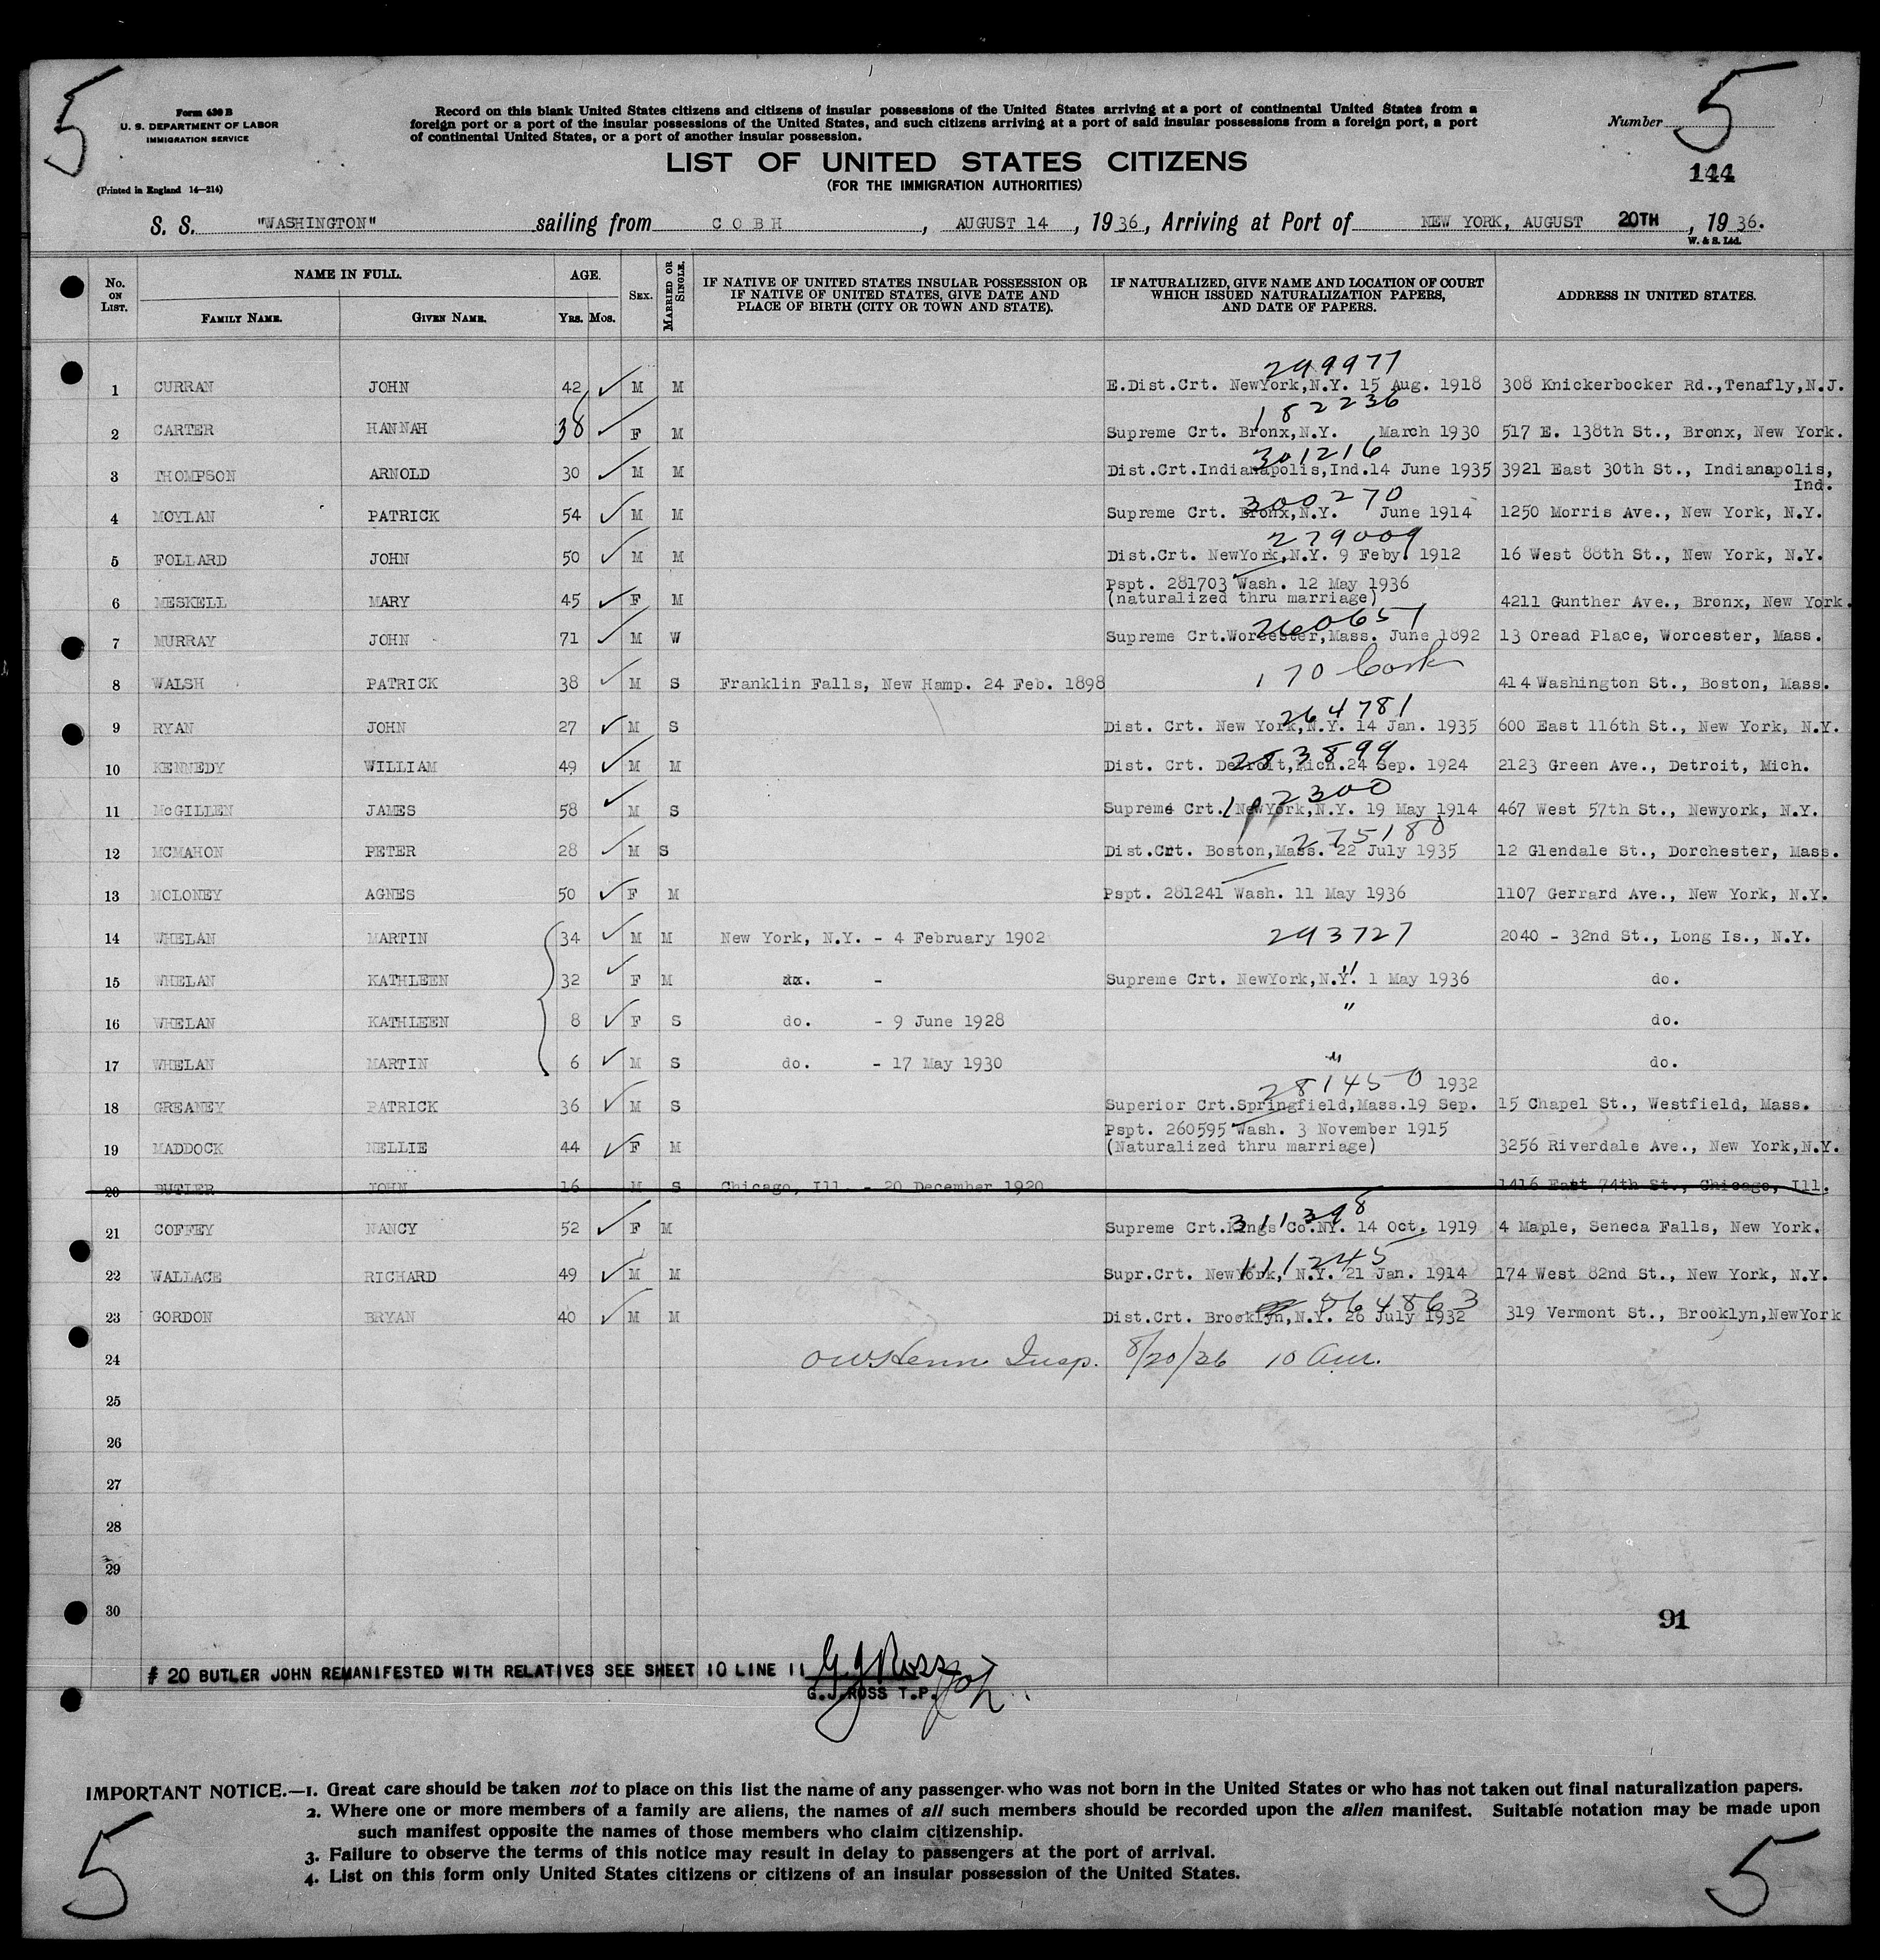 5
5
Form 630 B
U. S. DEPARTMENT OF LABOR
IMMIGRATION SERVICE
(Printed in England 14—214)
Record on this blank United States citizens and citizens of insular possessions of the United States arriving at a port of continental United States from a
foreign port or a port of the insular possessions of the United States, and such citizens arriving at a port of said insular possessions from a foreign port, a port
of continental United States, or a port of another insular possession.
Number
144
LIST OF UNITED STATES CITIZENS
(FOR THE IMMIGRATION AUTHORITIES)
S. S. "WASHINGTON" sailing from COBH, AUGUST 14, 1936, Arriving at Port of NEW YORK, AUGUST 20TH, 1936.
W. & S. Ltd.
No. ON LIST. NAME IN FULL. AGE. SEX. MARRIED OR SINGLE. IF NATIVE OF UNITED STATES INSULAR POSSESSION OR IF NATIVE OF UNITED STATES, GIVE DATE AND PLACE OF BIRTH (CITY OR TOWN AND STATE). IF NATURALIZED, GIVE NAME AND LOCATION OF COURT WHICH ISSUED NATURALIZATION PAPERS, AND DATE OF PAPERS. ADDRESS IN UNITED STATES.
FAMILY NAME. GIVEN NAME. YRS. MOS.
299977
1 CURRAN JOHN 42 M M E.Dist.Crt. NewYork,N.Y. 15 Aug. 1918 308 Knickerbocker Rd.,Tenafly,N.J.
182236
2 CARTER HANNAH 38 F M Supreme Crt. Bronx,N.Y. March 1930 517 E. 138th St., Bronx, New York.
301216
3 THOMPSON ARNOLD 30 M M Dist.Crt.Indianapolis,Ind.14 June 1935 3921 East 30th St., Indianapolis,
Ind.
300270
4 MOYLAN PATRICK 54 M M Supreme Crt. Bronx,N.Y. June 1914 1250 Morris Ave., New York, N.Y.
279009
5 FOLLARD JOHN 50 M M Dist.Crt. NewYork,N.Y. 9 Feby. 1912 16 West 88th St., New York, N.Y.
Pspt. 281703 Wash. 12 May 1936
6 MESKELL MARY 45 F M (naturalized thru marriage) 4211 Gunther Ave., Bronx, New York.
260657
7 MURRAY JOHN 71 M W Supreme Crt.Worcester,Mass. June 1892 13 Oread Place, Worcester, Mass.
170 Cork
8 WALSH PATRICK 38 M S Franklin Falls, New Hamp. 24 Feb. 1898 414 Washington St., Boston, Mass.
264781
9 RYAN JOHN 27 M S Dist. Crt. New York,N.Y. 14 Jan. 1935 600 East 116th St., New York, N.Y.
283899
10 KENNEDY WILLIAM 49 M M Dist. Crt. Detroit,Mich.24 Sep. 1924 2123 Green Ave., Detroit, Mich.
11 McGILLEN JAMES 58 M S Supreme Crt. NewYork,N.Y. 19 May 1914 467 West 57th St., Newyork, N.Y.
275180
12 MCMAHON PETER 28 M S Dist.Crt. Boston,Mass. 22 July 1935 12 Glendale St., Dorchester, Mass.
13 MOLONEY AGNES 50 F M Pspt. 281241 Wash. 11 May 1936 1107 Gerrard Ave., New York, N.Y.
14 WHELAN MARTIN 34 M M New York, N.Y. - 4 February 1902 293727 2040 - 32nd St., Long Is., N.Y.
15 WHELAN KATHLEEN 32 F M do. - Supreme Crt. NewYork,N.Y. 1 May 1936 do.
16 WHELAN KATHLEEN 8 F S do. - 9 June 1928 " do.
17 WHELAN MARTIN 6 M S do. - 17 May 1930 " do.
281450 1932
18 GREANEY PATRICK 36 M S Superior Crt.Springfield,Mass.19 Sep. 15 Chapel St., Westfield, Mass.
Pspt. 260595 Wash. 3 November 1915
19 MADDOCK NELLIE 44 F M (Naturalized thru marriage) 3256 Riverdale Ave., New York,N.Y.
20 BUTLER JOHN 16 M S Chicago, Ill. - 20 December 1920 1416 East 74th St., Chicago, Ill.
311398
21 COFFEY NANCY 52 F M Supreme Crt.Kings Co.NY. 14 Oct. 1919 4 Maple, Seneca Falls, New York.
111245
22 WALLACE RICHARD 49 M M Supr.Crt. NewYork, N.Y. 21 Jan. 1914 174 West 82nd St., New York, N.Y.
23 GORDON BRYAN 40 M M Dist.Crt. Brooklyn,N.Y. 26 July 1932 319 Vermont St., Brooklyn,NewYork
24 Insp. 8/20/36 10 am.
25
26
27
28
29
30
91
# 20 BUTLER JOHN REMANIFESTED WITH RELATIVES SEE SHEET 10 LINE 11 G J Ross
G.J.ROSS T.P.
IMPORTANT NOTICE.—1. Great care should be taken not to place on this list the name of any passenger who was not born in the United States or who has not taken out final naturalization papers.
2. Where one or more members of a family are aliens, the names of all such members should be recorded upon the alien manifest. Suitable notation may be made upon
such manifest opposite the names of those members who claim citizenship.
3. Failure to observe the terms of this notice may result in delay to passengers at the port of arrival.
4. List on this form only United States citizens or citizens of an insular possession of the United States.
5
5